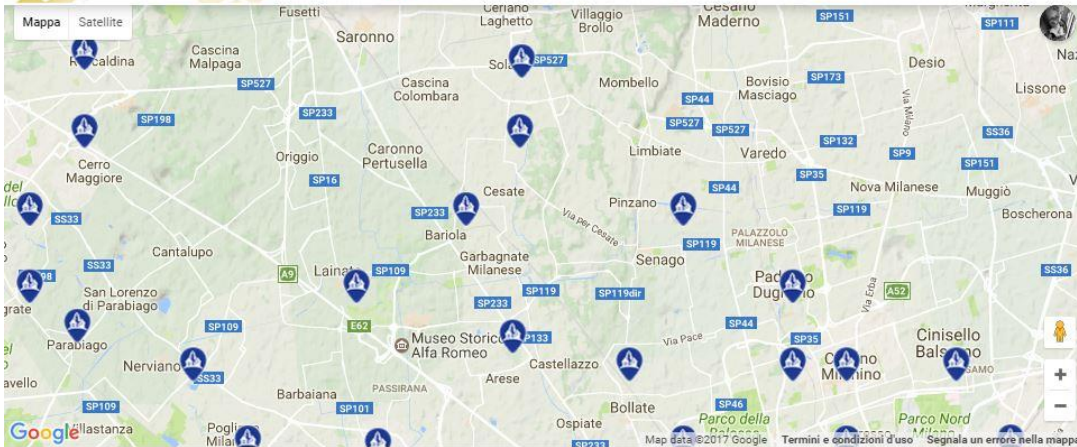 Mappa
Satellite
Fusetti
Ceriano
Laghetto
Villaggio
Brollo
Cesano
Maderno
SP151
SP111
Saronno
Cascina
Malpaga
SP527
Desio
SP527
Cascina
Colombara
Mombello
Bovisio
Masciago
SP173
Lissone
SP233
SP44
Via Milano
SP198
SP527
SP527
SP132
SS36
Cerro
Maggiore
Origgio
Caronno
Pertusella
Limbiate
Varedo
SP9
SP151
SP16
SP35
Cesate
SP44
Nova Milanese
Muggiò
SS33
SP233
Pinzano
SP119
Boscherona
Bariola
Via per Cesate
PALAZZOLO
MILANESE
SP119
Cantalupo
Garbagnate
Milanese
Senago
SS33
A9
SP109
SS36
San Lorenzo
di Parabiago
SP233
SP119
SP119dir
Via Erba
A52
Parabiago
SP109
E62
Museo Storico
Alfa Romeo
SP133
SP44
Via Pace
SP35
Cinisello
Nerviano
SS33
Castellazzo
PASSIRANA
Arese
Barbaiana
SP109
SP101
Bollate
SP46
Parco della
Parco Nord
Ospiate
SP233
Google
Map data ©2017 Google
Termini e condizioni d'uso
Segnala un errore nella mappa